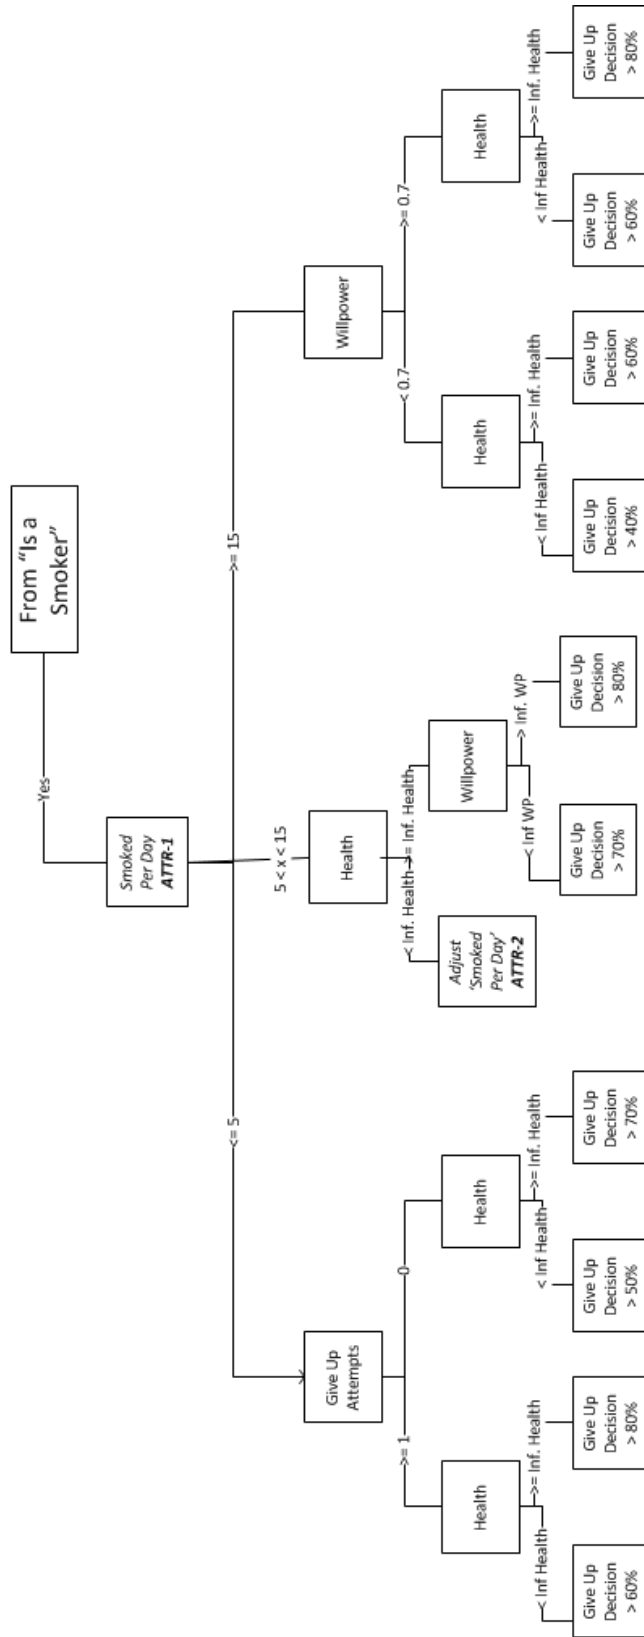 From “Is a
Smoker”
Yes
Smoked
Per Day
ATTR-1
<= 5
5 < x < 15
>= 15
Give Up
Attempts
Health
Willpower
>= 1
0
< Inf. Health
>= Inf. Health
< 0.7
>= 0.7
Health
Health
Adjust
‘Smoked
Per Day’
ATTR-2
Willpower
Health
Health
< Inf Health
>= Inf. Health
< Inf Health
>= Inf. Health
< Inf WP
> Inf. WP
< Inf Health
>= Inf. Health
< Inf Health
>= Inf. Health
Give Up
Decision
> 60%
Give Up
Decision
> 80%
Give Up
Decision
> 50%
Give Up
Decision
> 70%
Give Up
Decision
> 70%
Give Up
Decision
> 80%
Give Up
Decision
> 40%
Give Up
Decision
> 60%
Give Up
Decision
> 60%
Give Up
Decision
> 80%